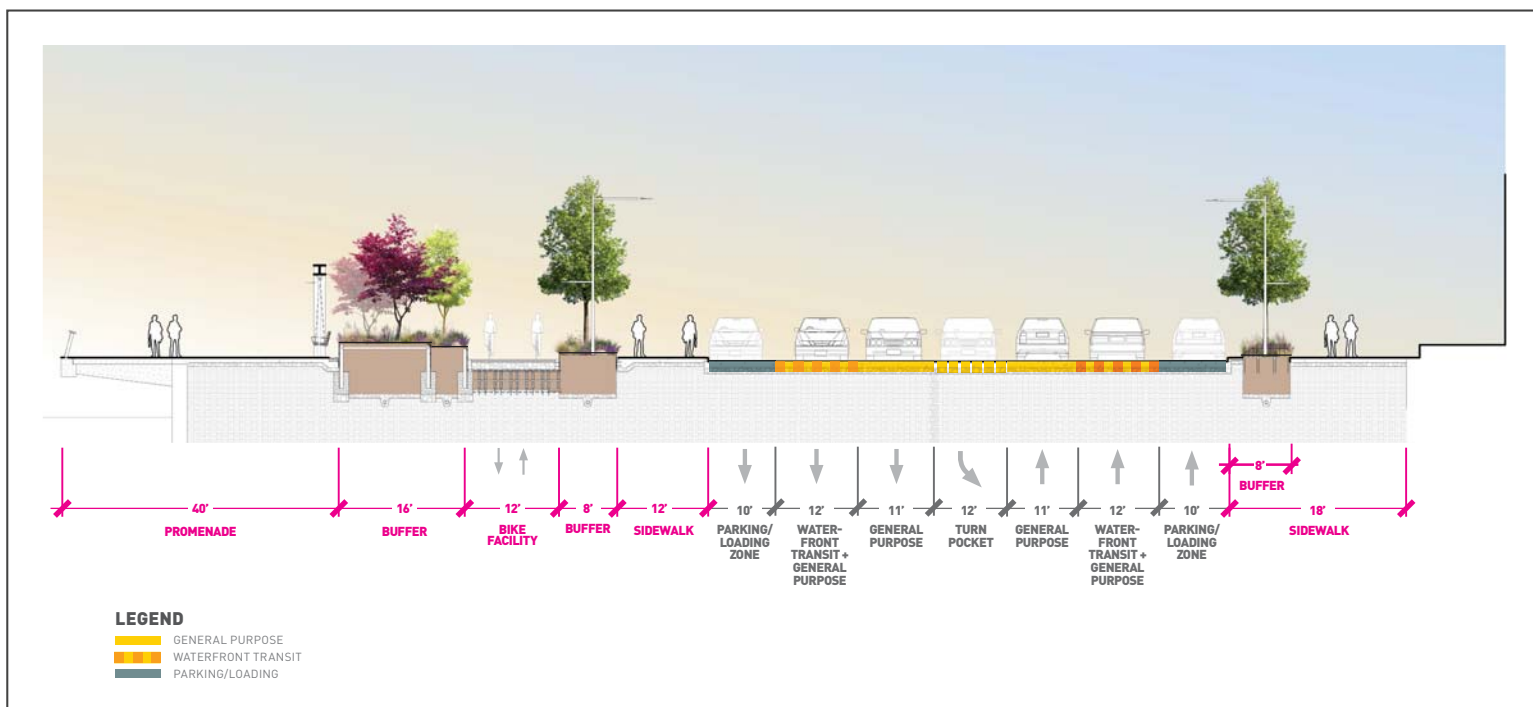 8’
BUFFER
40’
16’
12’
8’
12’
10’
12’
11’
12’
11’
12’
10’
18’
PROMENADE
BUFFER
BIKE
FACILITY
BUFFER
SIDEWALK
PARKING/
LOADING
ZONE
WATER-
FRONT
TRANSIT +
GENERAL
PURPOSE
GENERAL
PURPOSE
TURN
POCKET
GENERAL
PURPOSE
WATER-
FRONT
TRANSIT +
GENERAL
PURPOSE
PARKING/
LOADING
ZONE
SIDEWALK
LEGEND
GENERAL PURPOSE
WATERFRONT TRANSIT
PARKING/LOADING